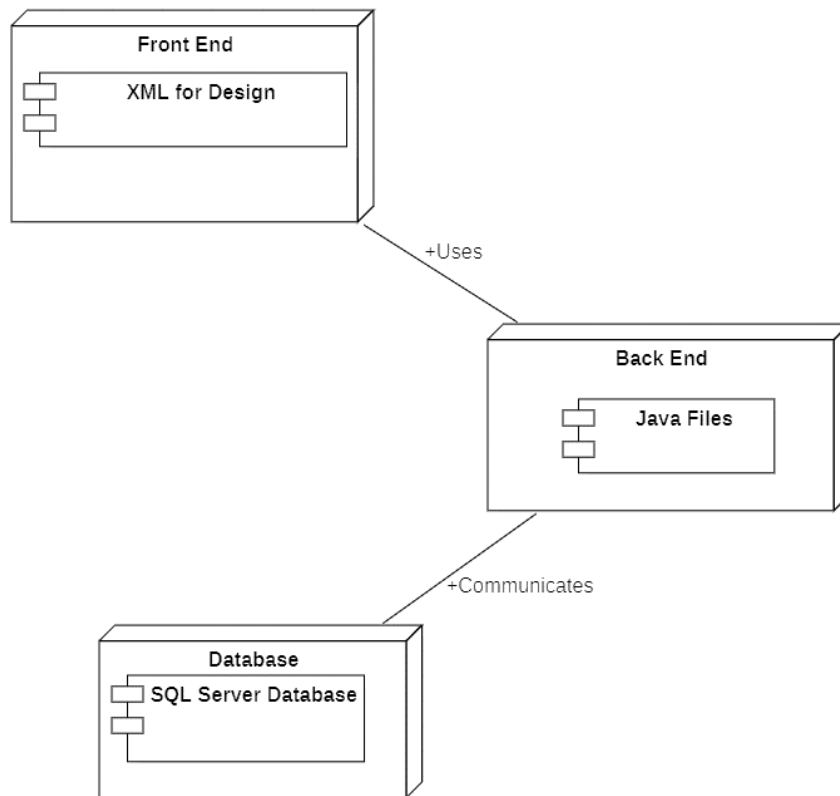 Front End
XML for Design
+Uses
Back End
Java Files
+Communicates
Database
SQL Server Database